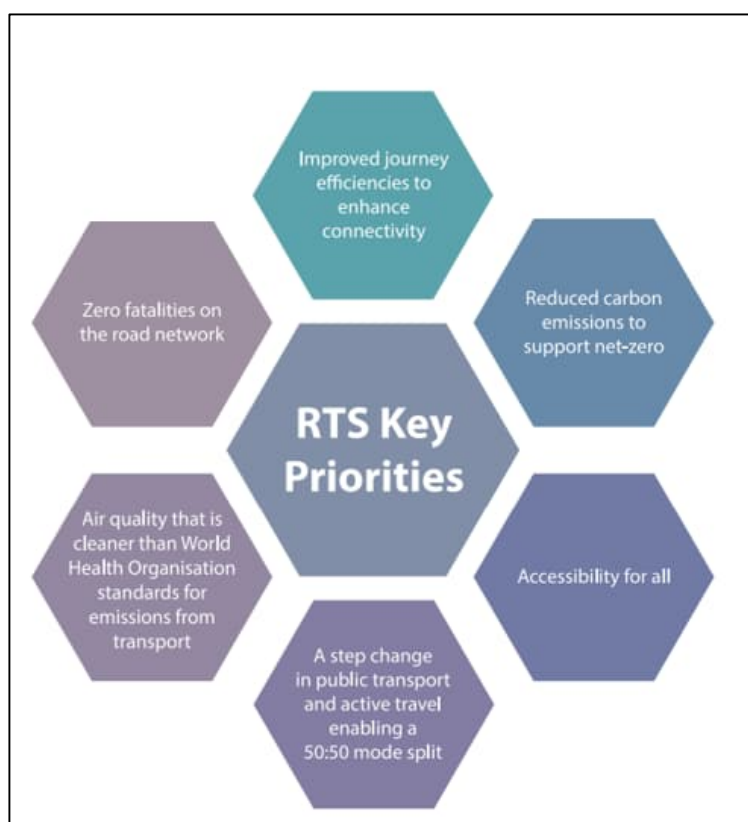 Improved journey
efficiencies to
enhance
connectivity
Zero fatalities on
the road network
Reduced carbon
emissions to
support net-zero
RTS Key
Priorities
Air quality that is
cleaner than World
Health Organisation
standards for
emissions from
transport
Accessibility for all
A step change
in public transport
and active travel
enabling a
50:50 mode split